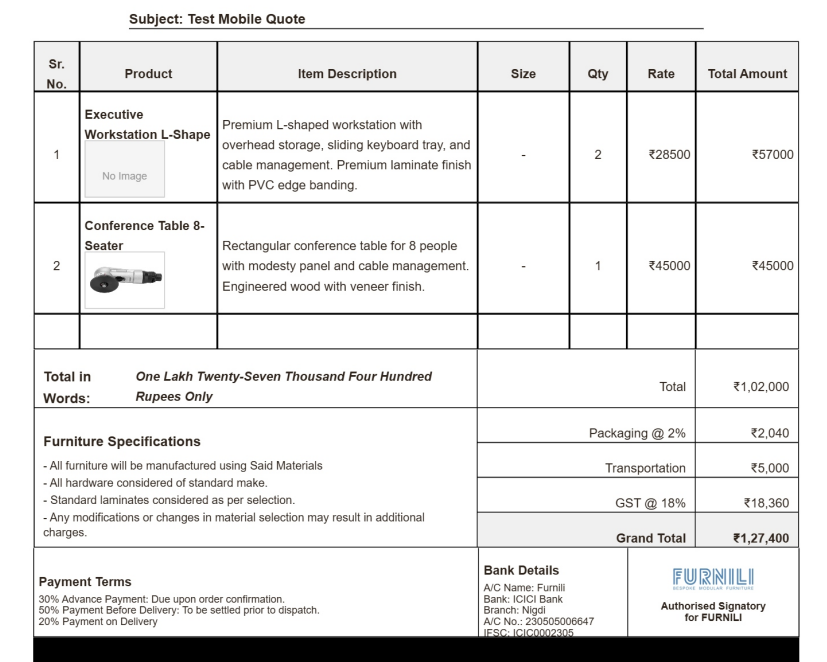 Subject: Test Mobile Quote
Sr. No. Product Item Description Size Qty Rate Total Amount
1
Executive
Workstation L-Shape
No Image
Premium L-shaped workstation with
overhead storage, sliding keyboard tray, and
cable management. Premium laminate finish
with PVC edge banding.
- 2 ₹28500 ₹57000
2
Conference Table 8-
Seater
Rectangular conference table for 8 people
with modesty panel and cable management.
Engineered wood with veneer finish.
- 1 ₹45000 ₹45000
Total in
Words:
One Lakh Twenty-Seven Thousand Four Hundred
Rupees Only
Total ₹1,02,000
Packaging @ 2% ₹2,040
Transportation ₹5,000
GST @ 18% ₹18,360
Grand Total ₹1,27,400
Furniture Specifications
- All furniture will be manufactured using Said Materials
- All hardware considered of standard make.
- Standard laminates considered as per selection.
- Any modifications or changes in material selection may result in additional
charges.
Payment Terms
30% Advance Payment: Due upon order confirmation.
50% Payment Before Delivery: To be settled prior to dispatch.
20% Payment on Delivery
Bank Details
A/C Name: Furnili
Bank: ICICI Bank
Branch: Nigdi
A/C No.: 230505006647
IFSC: ICIC0002305
FURNILI
BESPOKE MODULAR FURNITURE
Authorised Signatory
for FURNILI